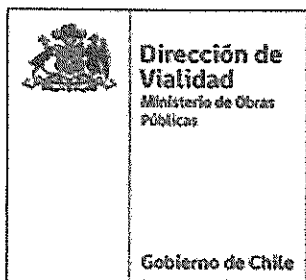 Dirección de
Vialidad
Ministerio de Obras
Públicas
Gobierno de Chile